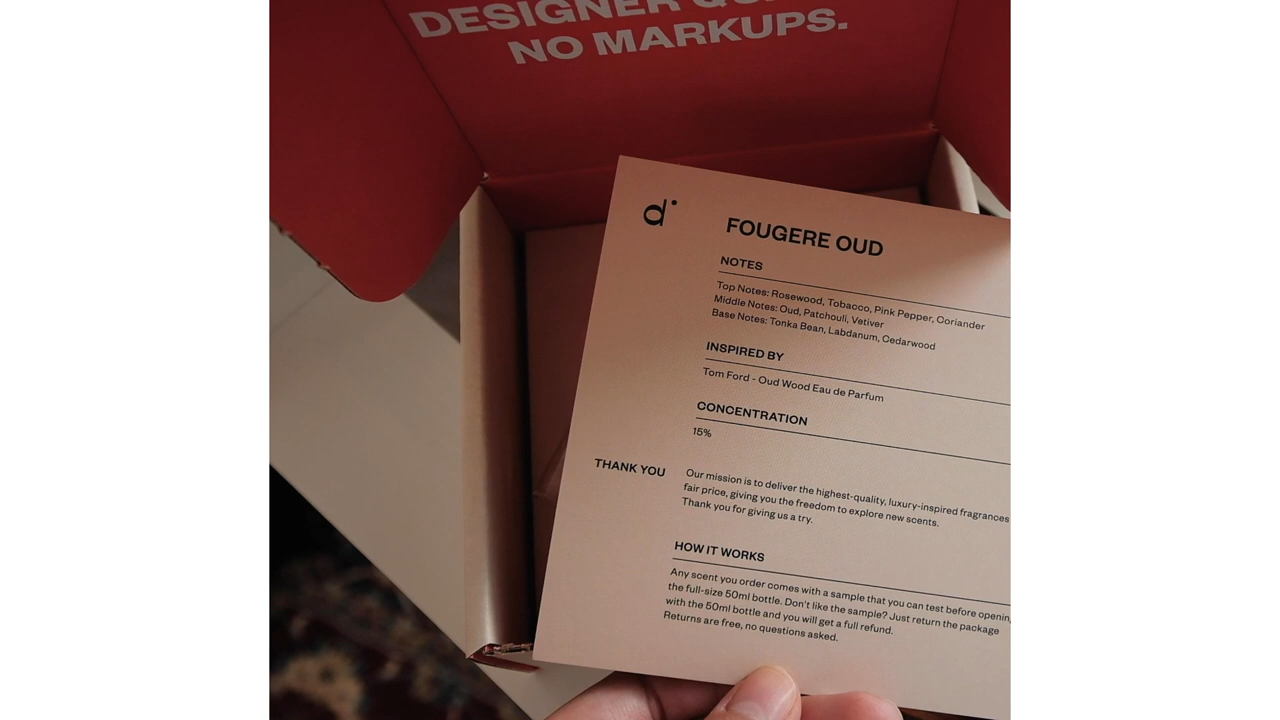 DESIGNER
NO MARKUPS.
d
FOUGERE OUD
NOTES
Top Notes: Rosewood, Tobacco, Pink Pepper, Coriander
Middle Notes: Oud, Patchouli, Vetiver
Base Notes: Tonka Bean, Labdanum, Cedarwood
INSPIRED BY
Tom Ford - Oud Wood Eau de Parfum
CONCENTRATION
15%
THANK YOU
Our mission is to deliver the highest-quality, luxury-inspired fragrances
fair price, giving you the freedom to explore new scents.
Thank you for giving us a try.
HOW IT WORKS
Any scent you order comes with a sample that you can test before openin
the full-size 50ml bottle. Don't like the sample? Just return the package
with the 50ml bottle and you will get a full refund.
Returns are free, no questions asked.